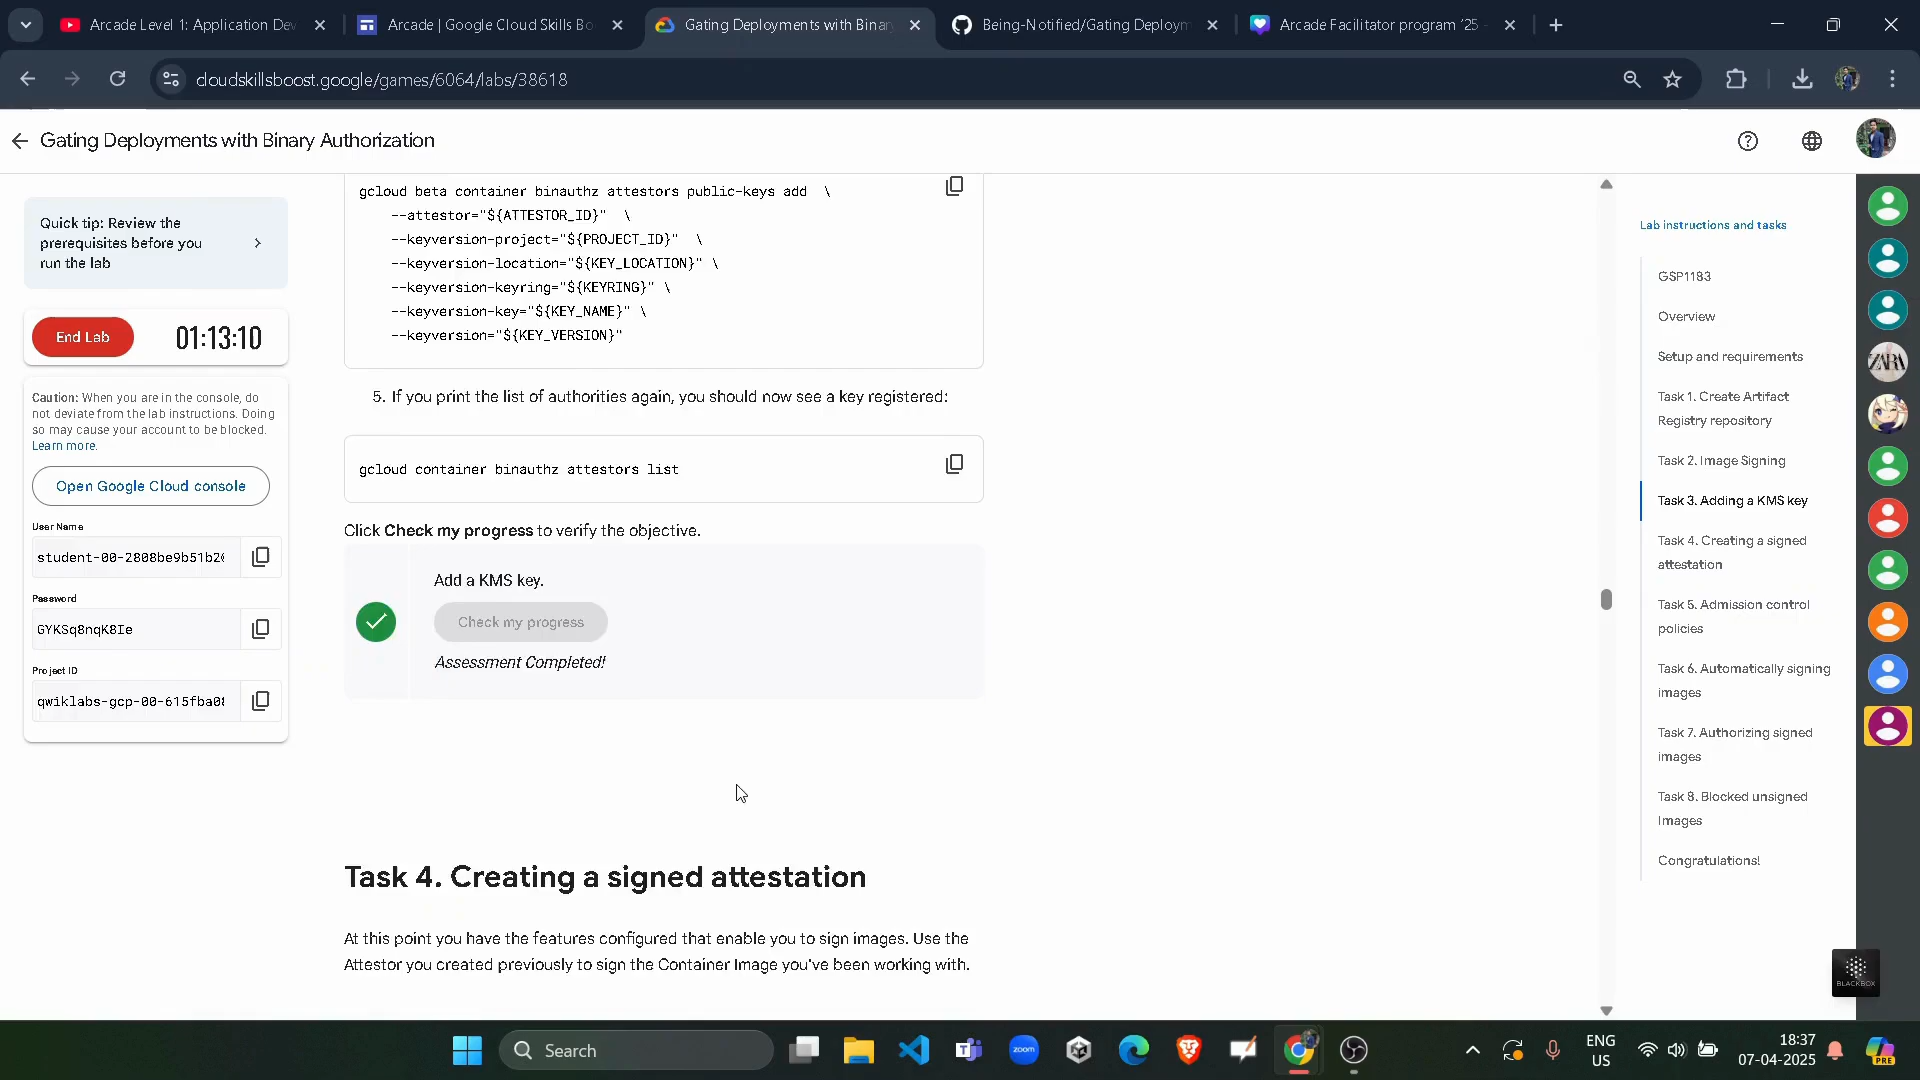 Arcade Level 1: Application Dev
Arcade | Google Cloud Skills Bo
Gating Deployments with Binary
Being-Notified/Gating Deploym
Arcade Facilitator program '25 -
cloudskillsboost.google/games/6064/labs/38618
Gating Deployments with Binary Authorization
Quick tip: Review the
prerequisites before you
run the lab
End Lab
01:13:10
Caution: When you are in the console, do
not deviate from the lab instructions. Doing
so may cause your account to be blocked.
Learn more.
Open Google Cloud console
User Name
student-00-2808be9b51b2
Password
GYKSq8nqK8Ie
Project ID
qwiklabs-gcp-00-615fba0
gcloud beta container binauthz attestors public-keys add  \
--attestor="${ATTESTOR_ID}"  \
--keyversion-project="${PROJECT_ID}"  \
--keyversion-location="${KEY_LOCATION}" \
--keyversion-keyring="${KEYRING}" \
--keyversion-key="${KEY_NAME}" \
--keyversion="${KEY_VERSION}"
5. If you print the list of authorities again, you should now see a key registered:
gcloud container binauthz attestors list
Click Check my progress to verify the objective.
Add a KMS key.
Check my progress
Assessment Completed!
Task 4. Creating a signed attestation
At this point you have the features configured that enable you to sign images. Use the
Attestor you created previously to sign the Container Image you've been working with.
Lab instructions and tasks
GSP1183
Overview
Setup and requirements
Task 1. Create Artifact
Registry repository
Task 2. Image Signing
Task 3. Adding a KMS key
Task 4. Creating a signed
attestation
Task 5. Admission control
policies
Task 6. Automatically signing
images
Task 7. Authorizing signed
images
Task 8. Blocked unsigned
Images
Congratulations!
ZARA
BLACKBOX
Search
zoom
ENG
US
18:37
07-04-2025
PRE